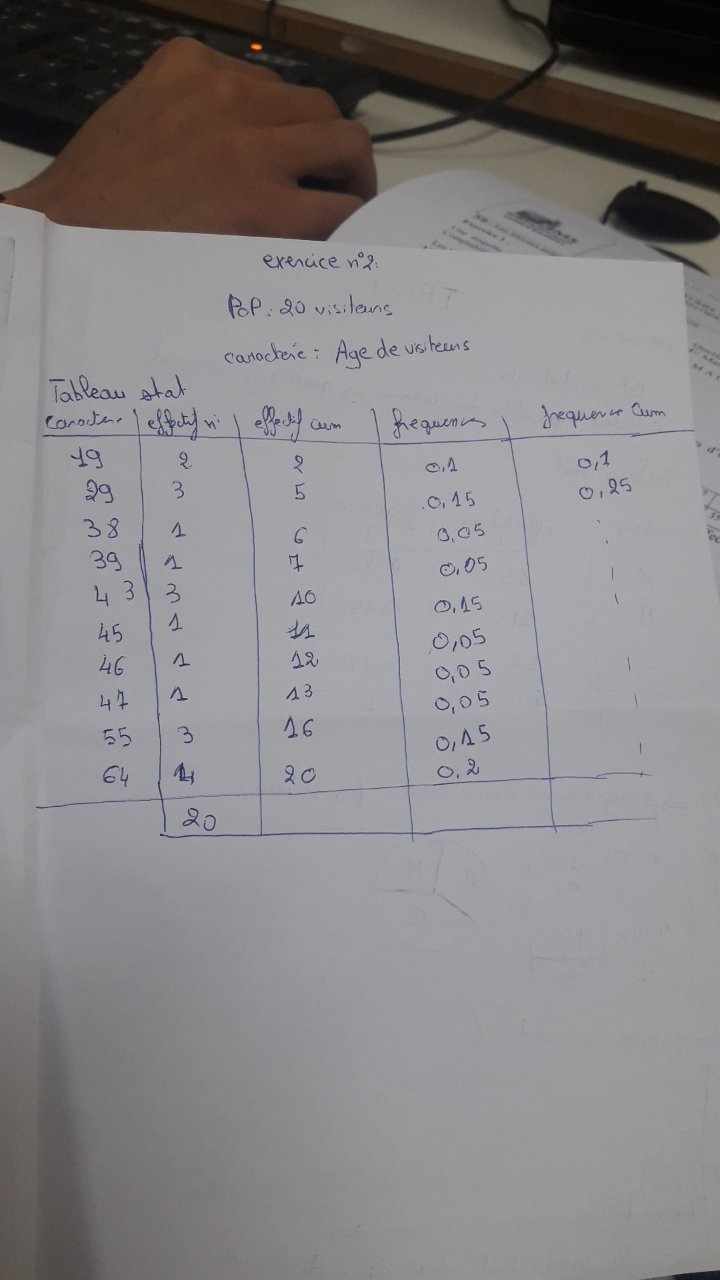 exercice n°2:
PoP: 20 visiteurs
caractere: Age de visiteurs
Tableau stat
caractere effectif ni effectif cum frequences frequence Cum
19 2 2 0,1 0,1
29 3 5 0,15 0,25
38 1 6 0,05
39 1 7 0,05
43 3 10 0,15
45 1 11 0,05
46 1 12 0,05
47 1 13 0,05
55 3 16 0,15
64 4 20 0.2
20